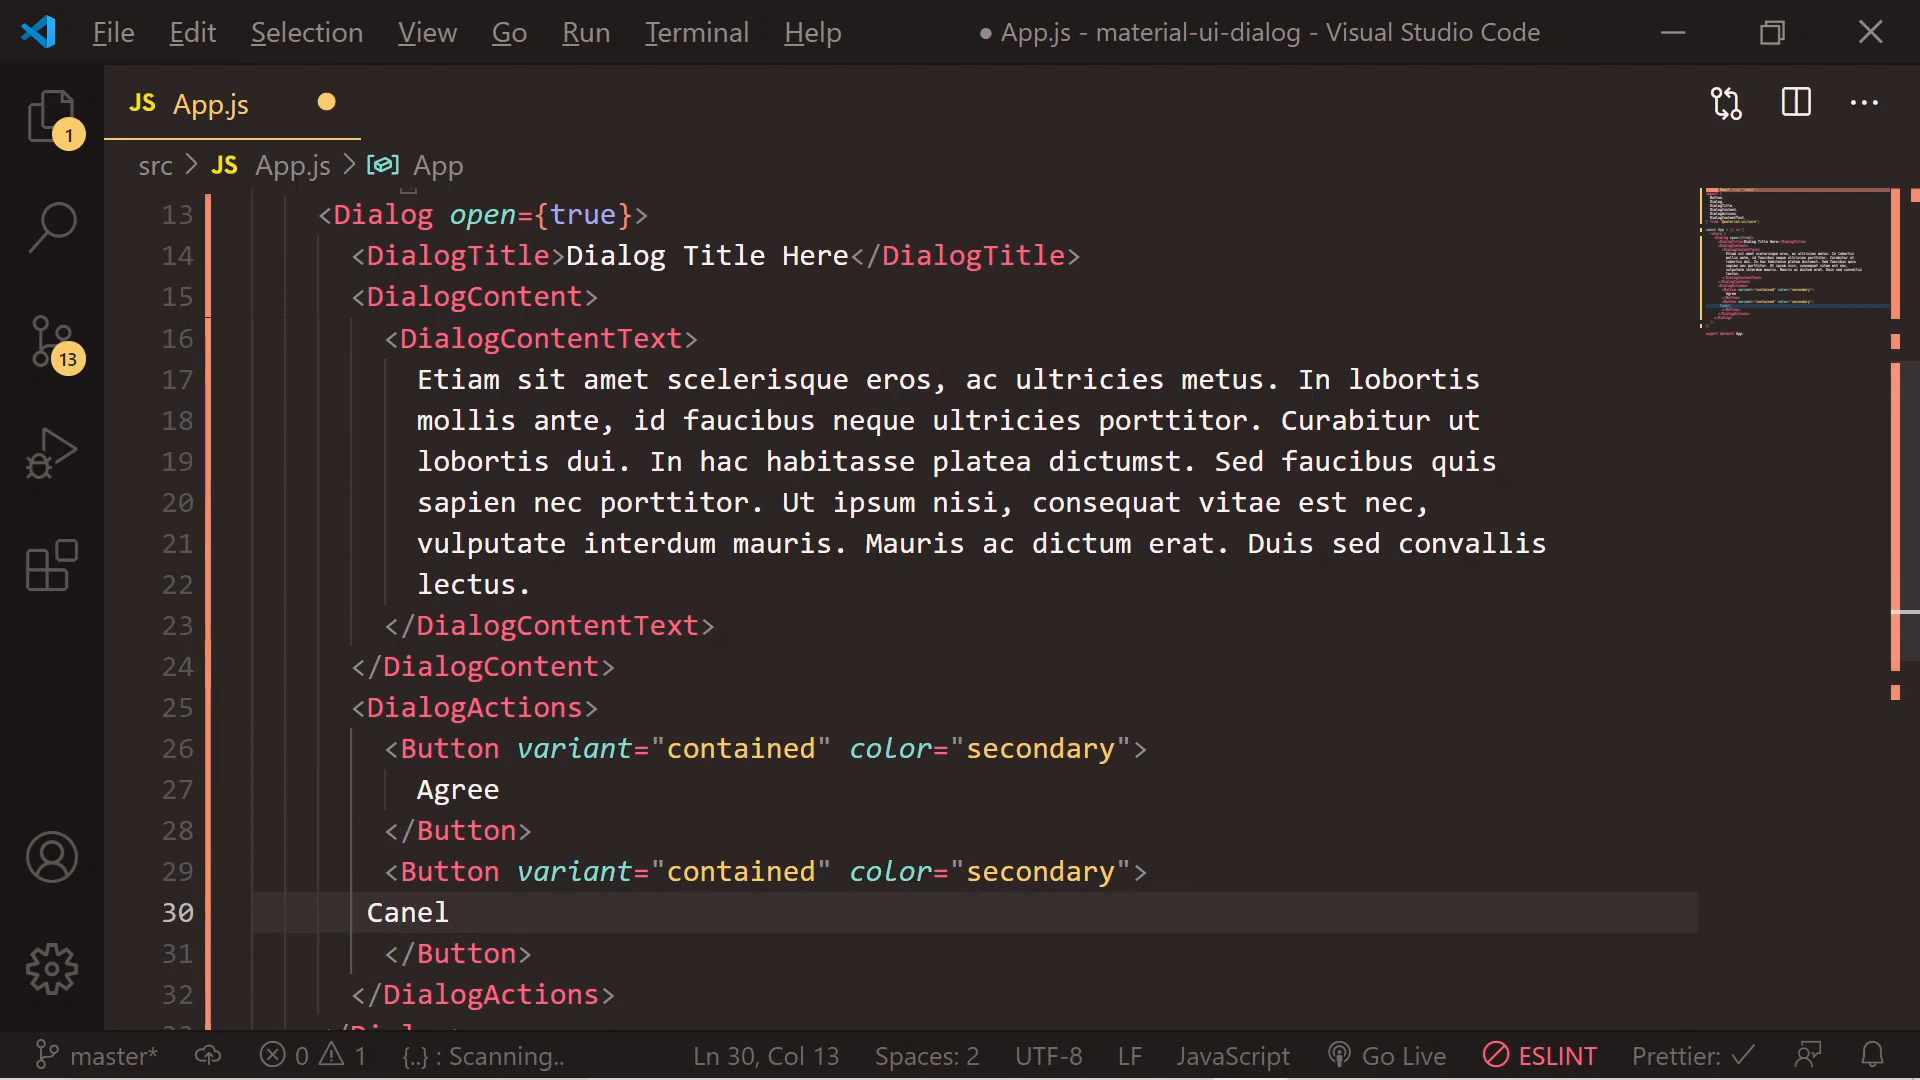 File Edit Selection View Go Run Terminal Help ● App.js - material-ui-dialog - Visual Studio Code
JS App.js
1
src > JS App.js > App
13 <Dialog open={true}>
14 <DialogTitle>Dialog Title Here</DialogTitle>
15 <DialogContent>
16 <DialogContentText>
17 Etiam sit amet scelerisque eros, ac ultricies metus. In lobortis
18 mollis ante, id faucibus neque ultricies porttitor. Curabitur ut
19 lobortis dui. In hac habitasse platea dictumst. Sed faucibus quis
20 sapien nec porttitor. Ut ipsum nisi, consequat vitae est nec,
21 vulputate interdum mauris. Mauris ac dictum erat. Duis sed convallis
22 lectus.
23 </DialogContentText>
24 </DialogContent>
25 <DialogActions>
26 <Button variant="contained" color="secondary">
27 Agree
28 </Button>
29 <Button variant="contained" color="secondary">
30 Canel
31 </Button>
32 </DialogActions>
13
master* 0 1 {..} : Scanning.. Ln 30, Col 13 Spaces: 2 UTF-8 LF JavaScript Go Live ESLINT Prettier: ✓